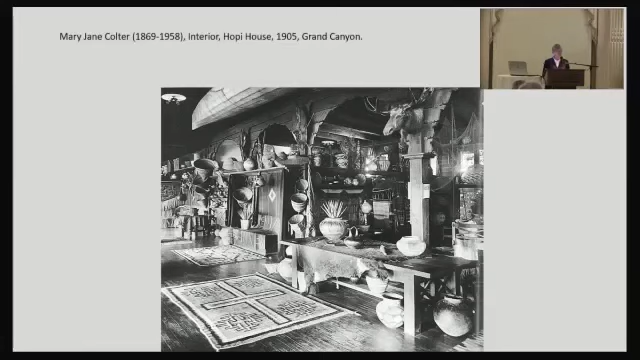 Mary Jane Colter (1869-1958), Interior, Hopi House, 1905, Grand Canyon.